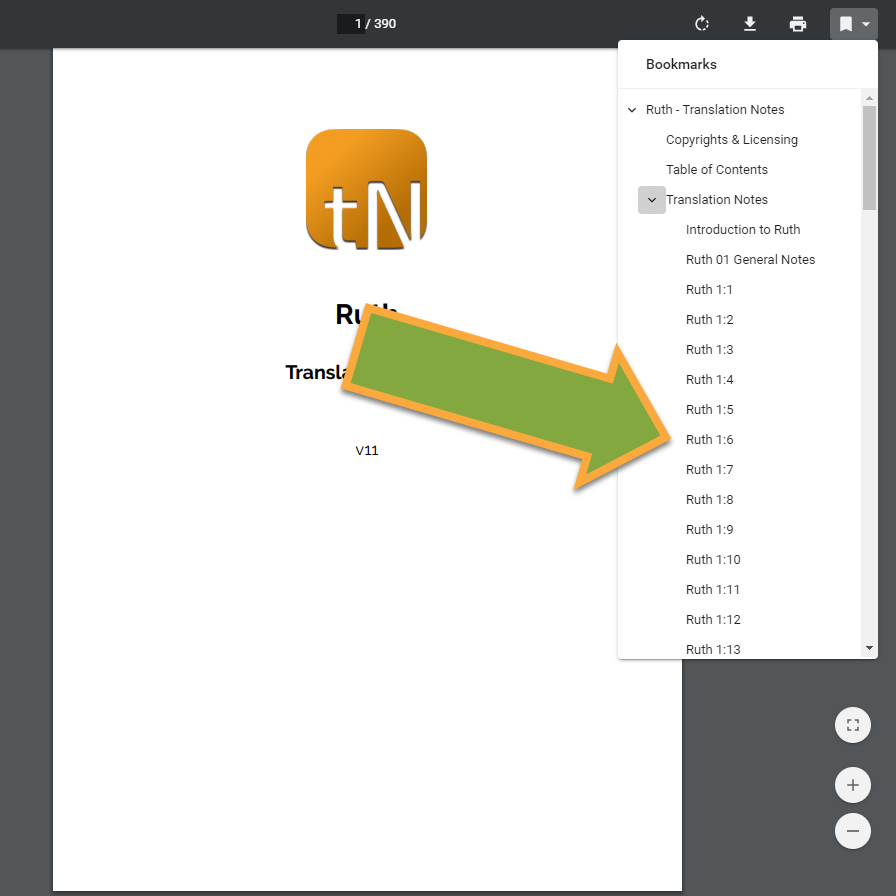 1 / 390
Bookmarks
Ruth - Translation Notes
Copyrights & Licensing
Table of Contents
Translation Notes
Introduction to Ruth
Ruth 01 General Notes
Ruth 1:1
Ruth 1:2
Ruth 1:3
Ruth 1:4
Ruth 1:5
Ruth 1:6
Ruth 1:7
Ruth 1:8
Ruth 1:9
Ruth 1:10
Ruth 1:11
Ruth 1:12
Ruth 1:13
tN
Ruth
V11